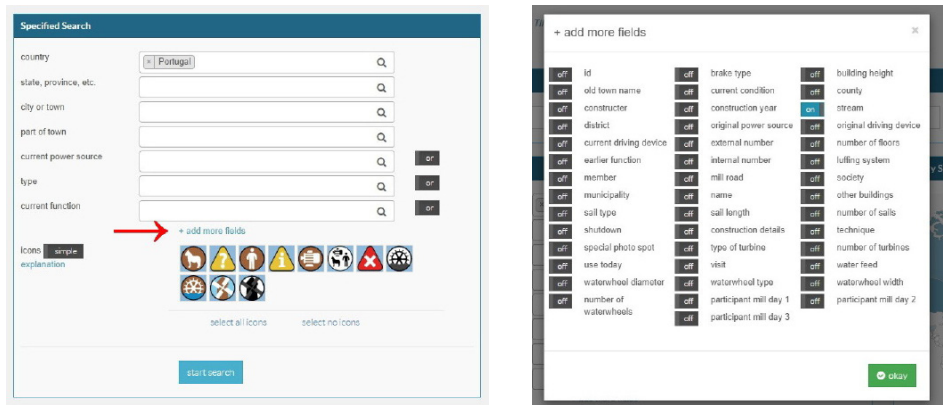 Specified Search
country
× Portugal
state, province, etc.
city or town
part of town
current power source
or
type
or
current function
or
+ add more fields
icons simple
explanation
select all icons
select no icons
start search
+ add more fields
×
off id
off brake type
off building height
off old town name
off current condition
off county
off constructer
off construction year
on stream
off district
off original power source
off original driving device
off current driving device
off external number
off number of floors
off earlier function
off internal number
off luffing system
off member
off mill road
off society
off municipality
off name
off other buildings
off sail type
off sail length
off number of sails
off shutdown
off construction details
off technique
off special photo spot
off type of turbine
off number of turbines
off use today
off visit
off water feed
off waterwheel diameter
off waterwheel type
off waterwheel width
off number of waterwheels
off participant mill day 1
off participant mill day 2
off participant mill day 3
okay